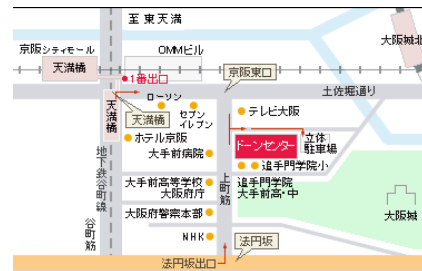 至 東天満
京阪シティモール
OMMビル
大阪城北
天満橋
1番出口
京阪東口
土佐堀通り
ローソン
天満橋
天満橋
セブン
イレブン
テレビ大阪
ホテル京阪
ドーンセンター
立体
駐車場
大手前病院
追手門学院小
地下鉄谷町線
谷町筋
大手前高等学校
大阪府庁
上町筋
追手門学院
大手前高・中
大阪府警察本部
大阪城
NHK
法円坂
法円坂出口